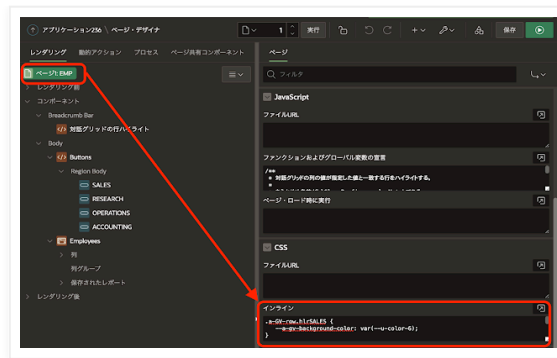 アプリケーション236 \ ページ・デザイナ
1
実行
保存
レンダリング 動的アクション プロセス ページ共有コンポーネント
ページ
ページ1: EMP
フィルタ
レンダリング前
コンポーネント
JavaScript
Breadcrumb Bar
ファイルURL
対話グリッドの行ハイライト
Body
Buttons
ファンクションおよびグローバル変数の宣言
Region Body
/**
* 対話グリッドの列の値が指定した値と一致する行をハイライトする。
*
SALES
RESEARCH
ページ・ロード時に実行
OPERATIONS
ACCOUNTING
Employees
CSS
列
ファイルURL
列グループ
保存されたレポート
レンダリング後
インライン
.a-GV-row.hlrSALES {
--a-gv-background-color: var(--u-color-6);
}